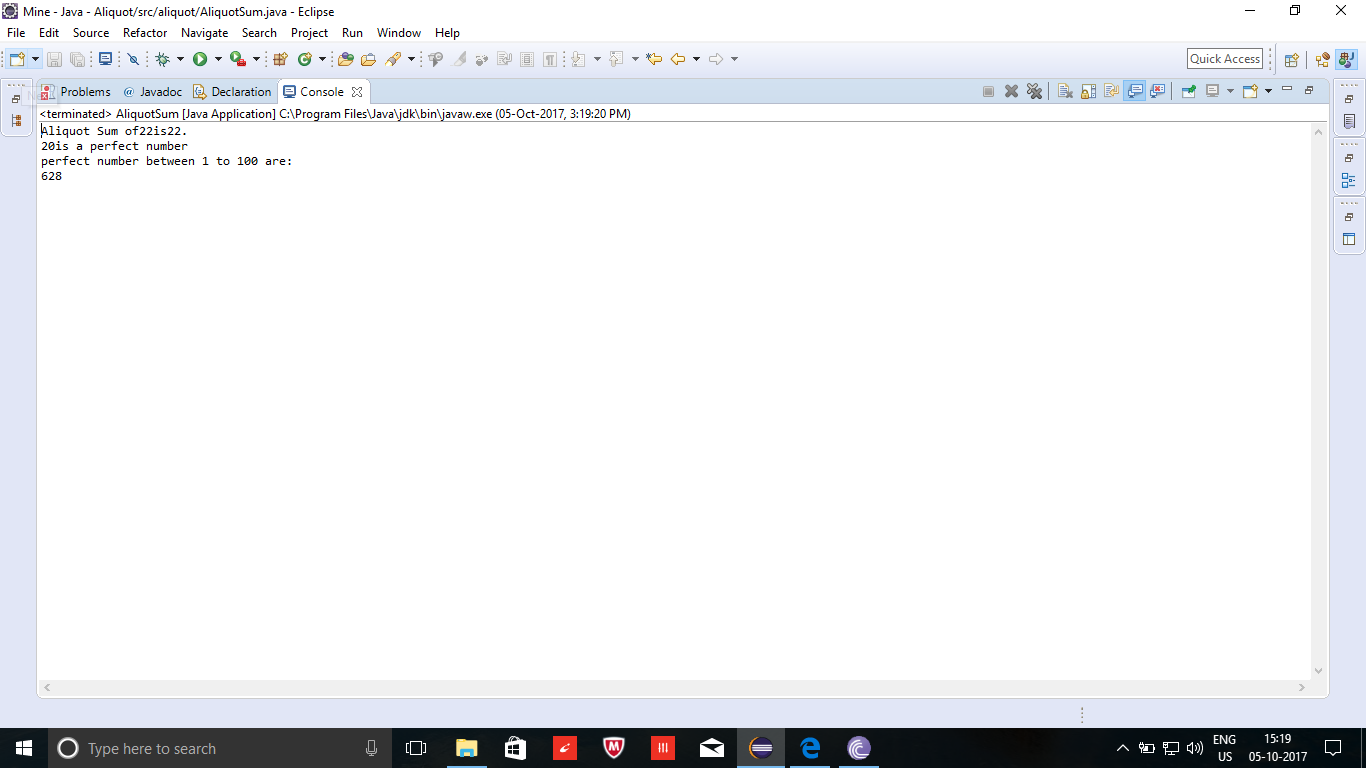 Mine - Java - Aliquot/src/aliquot/AliquotSum.java - Eclipse
File Edit Source Refactor Navigate Search Project Run Window Help
Quick Access
Problems @ Javadoc Declaration Console
<terminated> AliquotSum [Java Application] C:\Program Files\Java\jdk\bin\javaw.exe (05-Oct-2017, 3:19:20 PM)
Aliquot Sum of22is22.
20is a perfect number
perfect number between 1 to 100 are:
628
Type here to search
ENG
US
15:19
05-10-2017